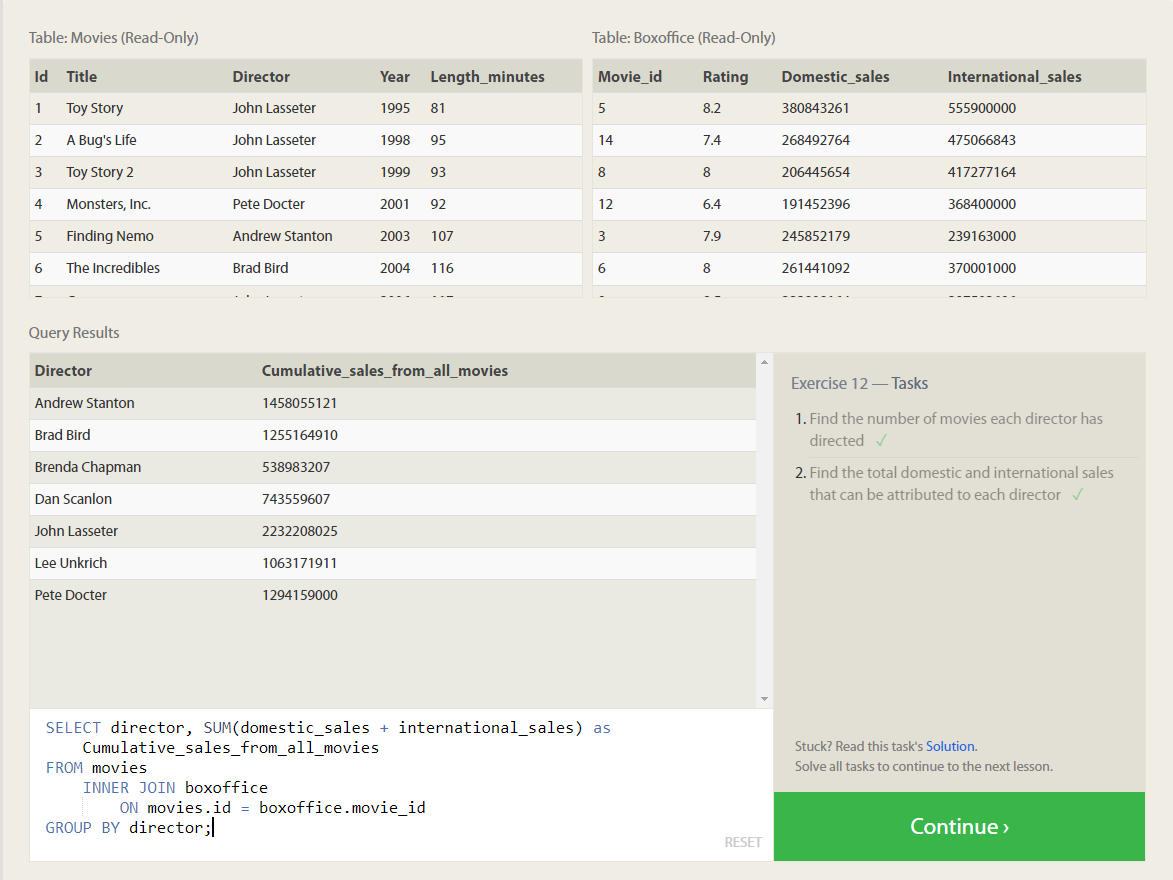 Table: Movies (Read-Only)
Id Title Director Year Length_minutes
1 Toy Story John Lasseter 1995 81
2 A Bug's Life John Lasseter 1998 95
3 Toy Story 2 John Lasseter 1999 93
4 Monsters, Inc. Pete Docter 2001 92
5 Finding Nemo Andrew Stanton 2003 107
6 The Incredibles Brad Bird 2004 116
Table: Boxoffice (Read-Only)
Movie_id Rating Domestic_sales International_sales
5 8.2 380843261 555900000
14 7.4 268492764 475066843
8 8 206445654 417277164
12 6.4 191452396 368400000
3 7.9 245852179 239163000
6 8 261441092 370001000
Query Results
Director Cumulative_sales_from_all_movies
Andrew Stanton 1458055121
Brad Bird 1255164910
Brenda Chapman 538983207
Dan Scanlon 743559607
John Lasseter 2232208025
Lee Unkrich 1063171911
Pete Docter 1294159000
SELECT director, SUM(domestic_sales + international_sales) as
Cumulative_sales_from_all_movies
FROM movies
INNER JOIN boxoffice
ON movies.id = boxoffice.movie_id
GROUP BY director;
RESET
Exercise 12 — Tasks
1. Find the number of movies each director has
directed ✓
2. Find the total domestic and international sales
that can be attributed to each director ✓
Stuck? Read this task's Solution.
Solve all tasks to continue to the next lesson.
Continue ›